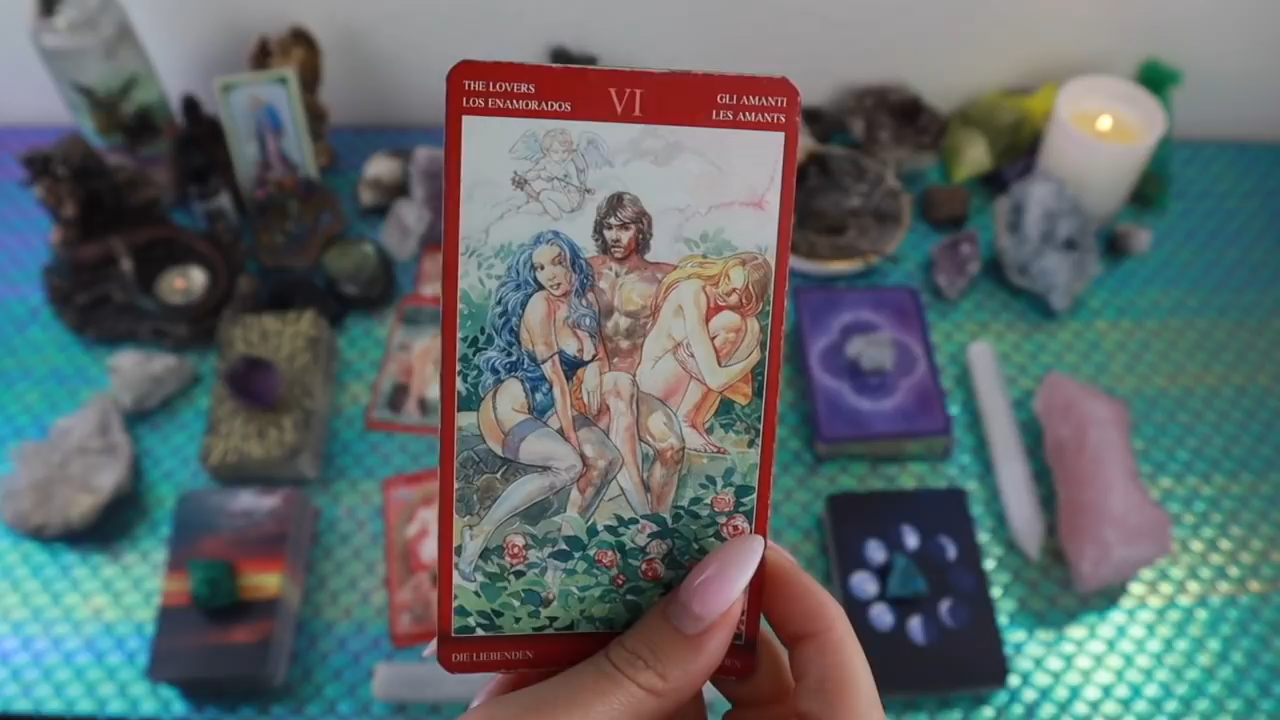 THE LOVERS
LOS ENAMORADOS
VI
GLI AMANTI
LES AMANTS
DIE LIEBENDEN